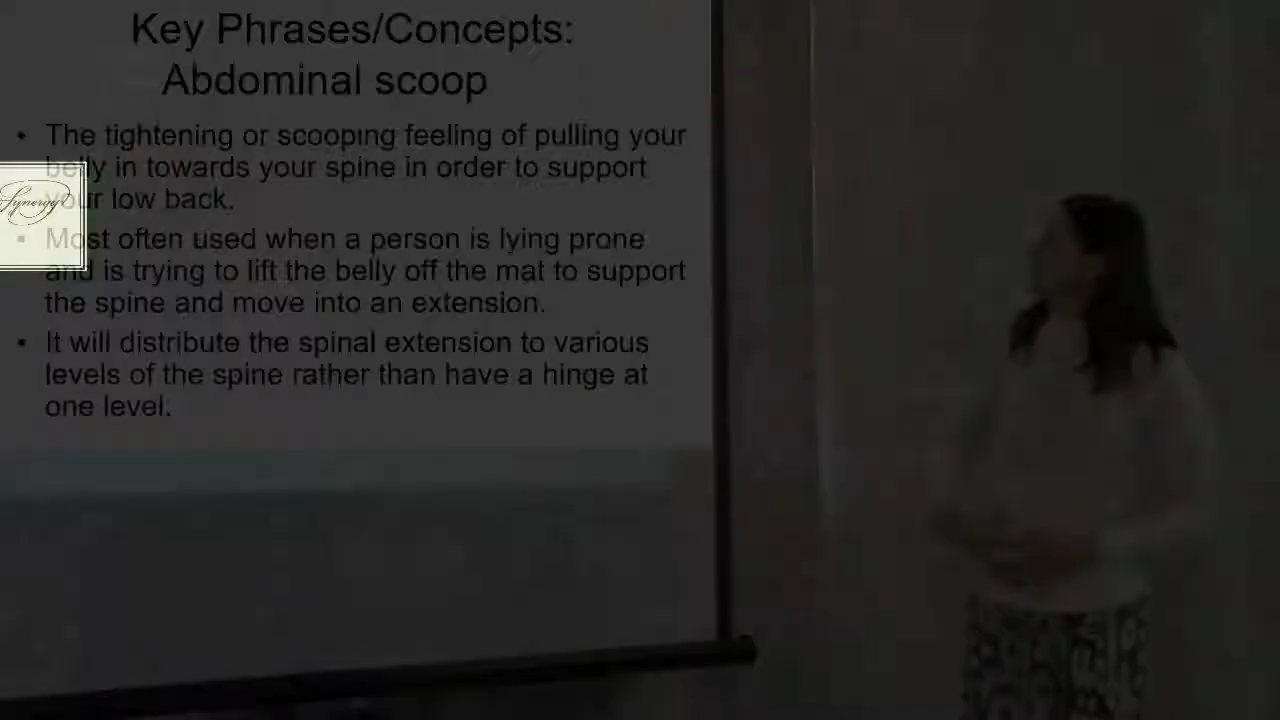 Key Phrases/Concepts:
Abdominal scoop
• The tightening or scooping feeling of pulling your
belly in towards your spine in order to support
your low back.
Synergy
• Most often used when a person is lying prone
and is trying to lift the belly off the mat to support
the spine and move into an extension.
• It will distribute the spinal extension to various
levels of the spine rather than have a hinge at
one level.